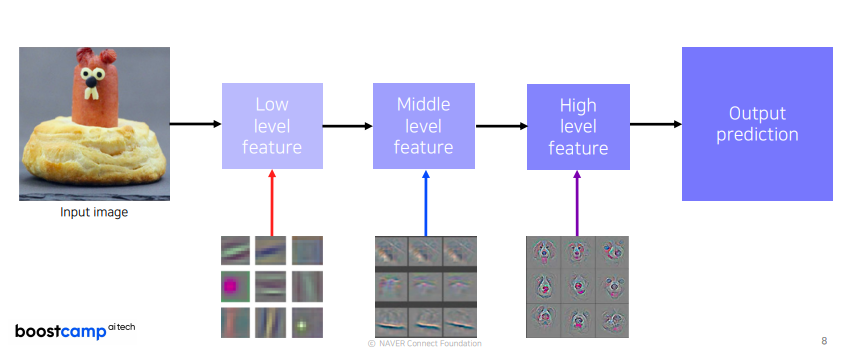 Low
level
feature
Middle
level
feature
High
level
feature
Output
prediction
Input image
boostcamp ai tech
© NAVER Connect Foundation
8